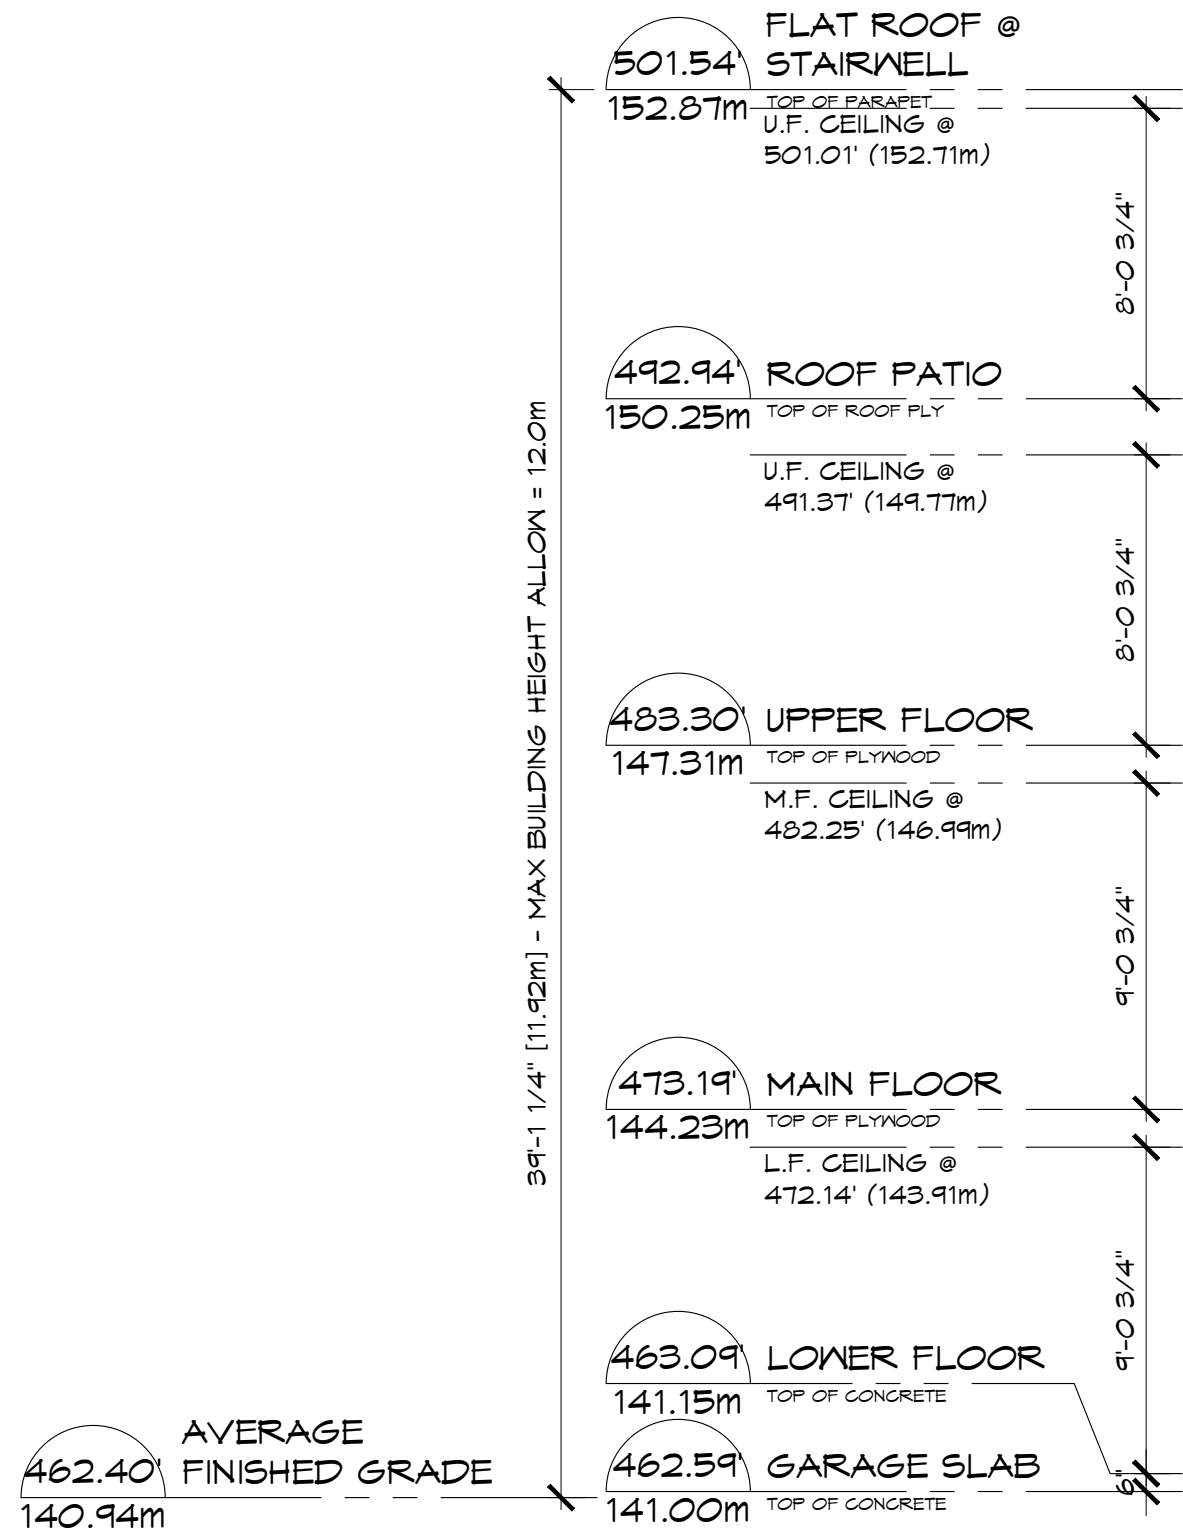 FLAT ROOF @
501.54' STAIRWELL
152.87m TOP OF PARAPET
U.F. CEILING @
501.01' (152.71m)
8'-0 3/4"
492.94' ROOF PATIO
150.25m TOP OF ROOF PLY
U.F. CEILING @
491.37' (149.77m)
8'-0 3/4"
39'-1 1/4" [11.92m] - MAX BUILDING HEIGHT ALLOW = 12.0m
483.30' UPPER FLOOR
147.31m TOP OF PLYWOOD
M.F. CEILING @
482.25' (146.99m)
9'-0 3/4"
473.19' MAIN FLOOR
144.23m TOP OF PLYWOOD
L.F. CEILING @
472.14' (143.91m)
9'-0 3/4"
463.09' LOWER FLOOR
141.15m TOP OF CONCRETE
AVERAGE
462.40' FINISHED GRADE
140.94m
462.59' GARAGE SLAB
141.00m TOP OF CONCRETE
6"